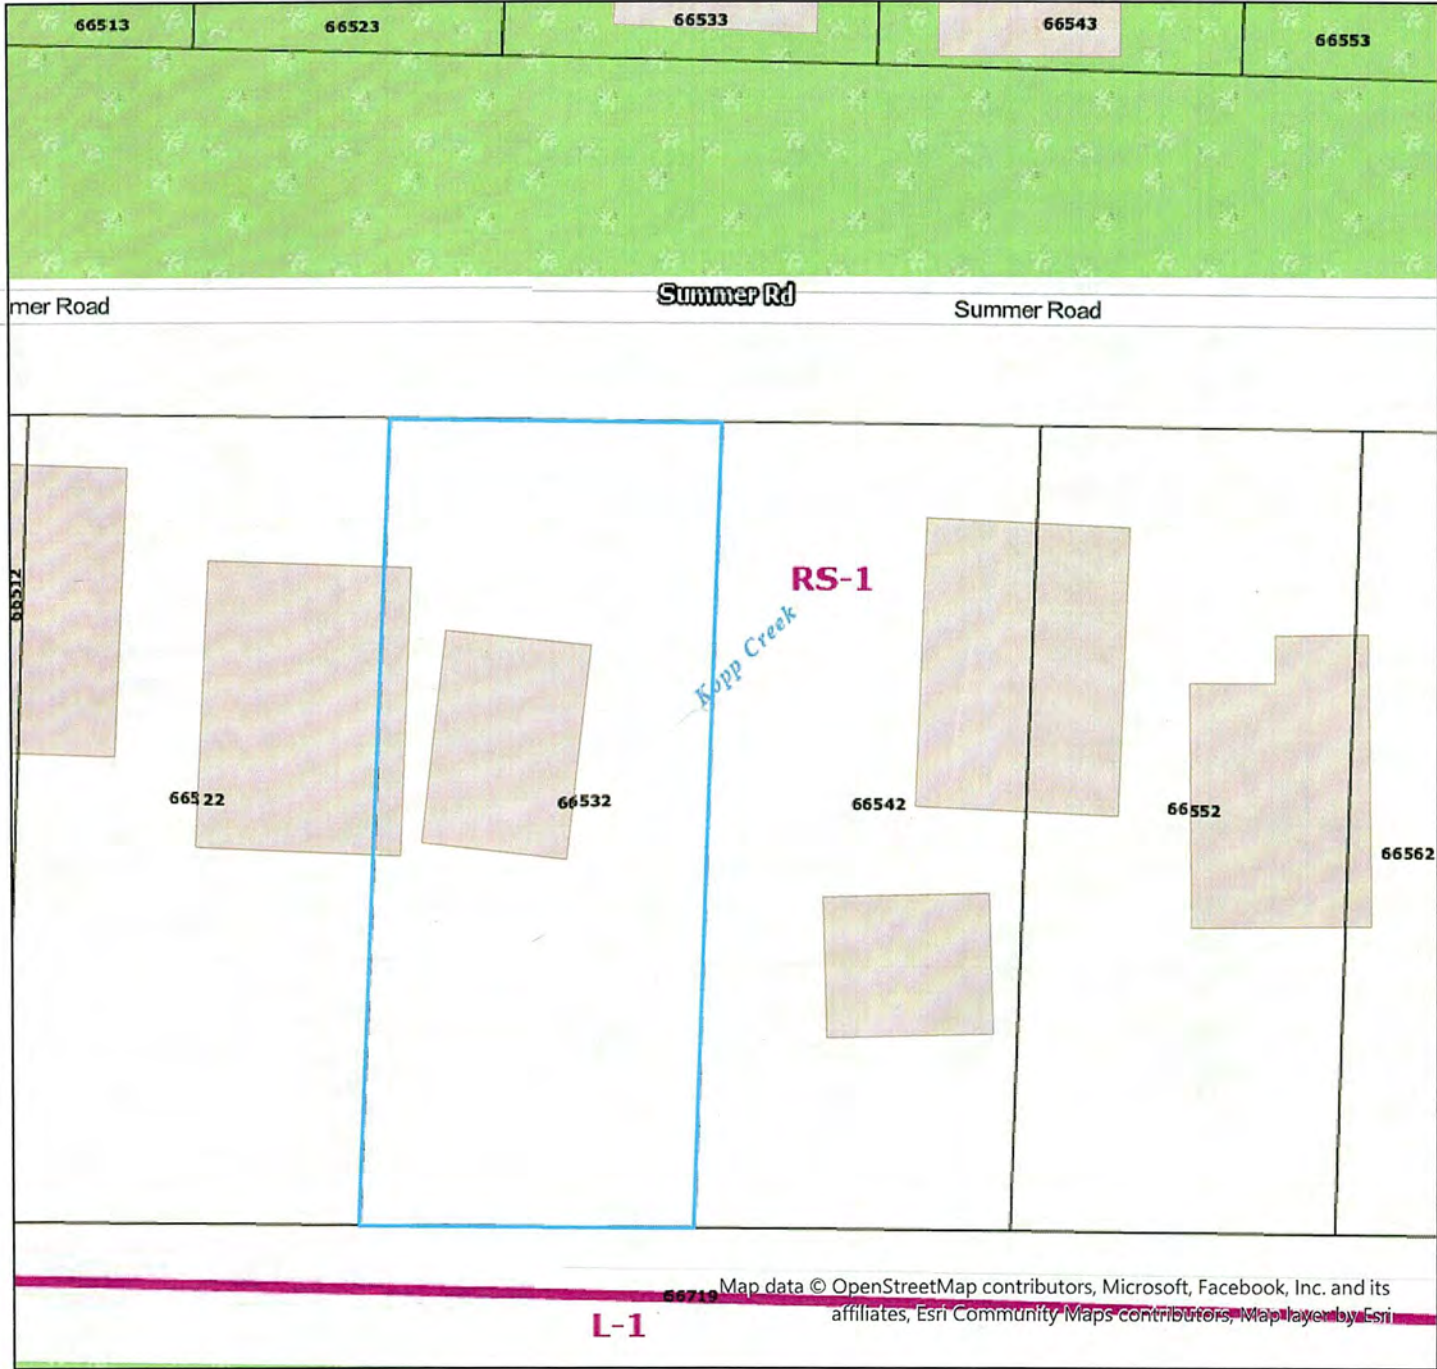 66513
66523
66533
66543
66553
Summer Rd
mer Road
Summer Road
RS-1
Kopp Creek
66512
66522
66532
66542
66552
66562
66719
Map data © OpenStreetMap contributors, Microsoft, Facebook, Inc. and its
affiliates, Esri Community Maps contributors, Map layer by Esri
L-1